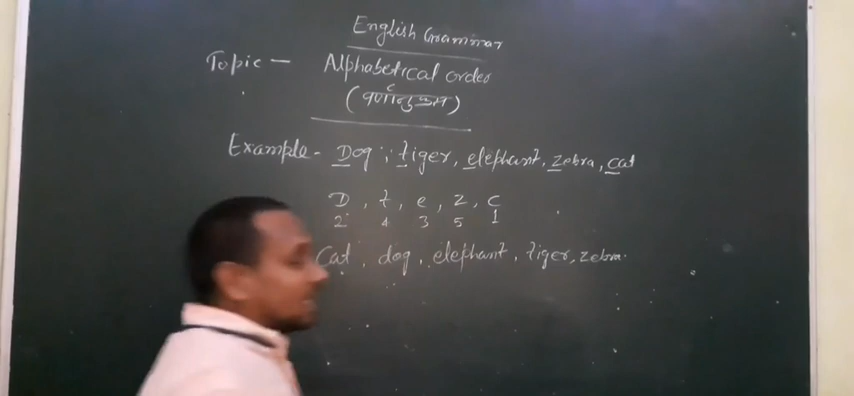 English Grammar
Topic - Alphabetical order
(वर्णानुक्रम)
Example - Dog, tiger, elephant, zebra, cat
D, t, e, z, c
2 4 3 5 1
Cat, dog, elephant, tiger, zebra.